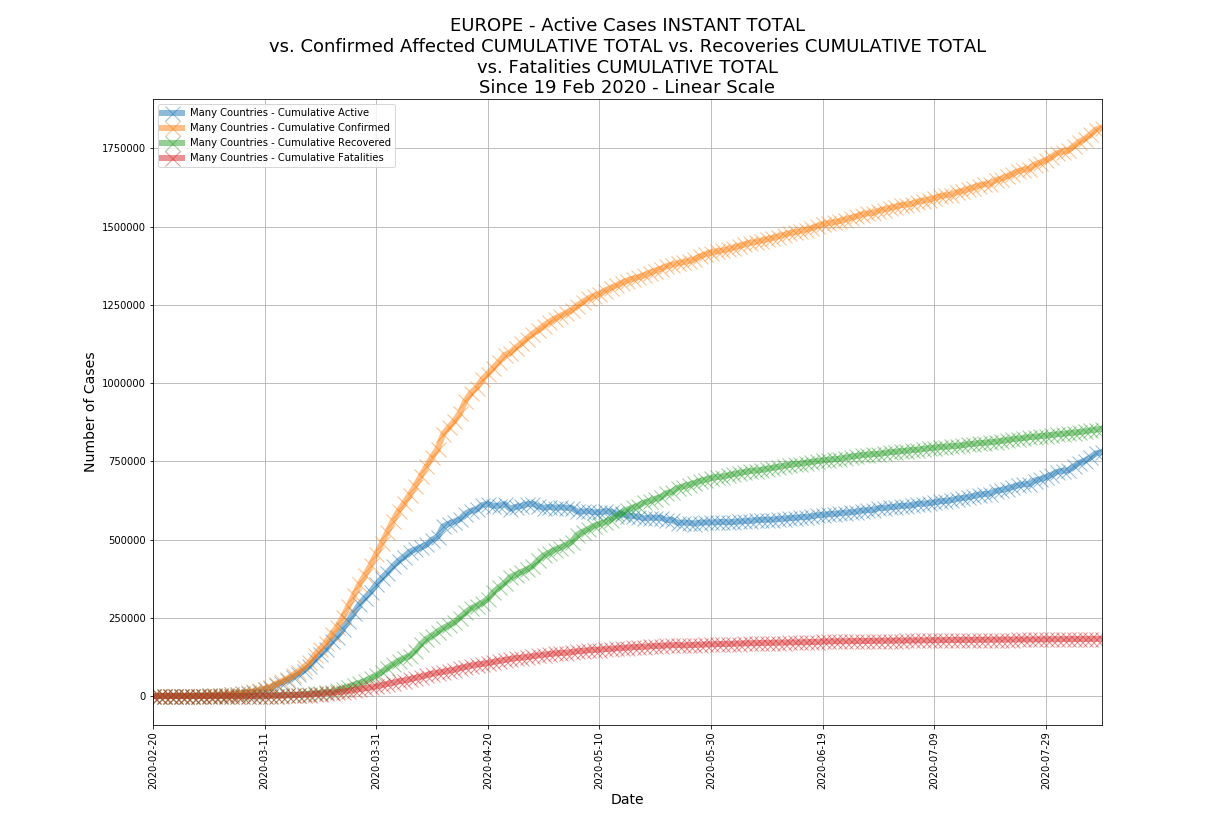 EUROPE - Active Cases INSTANT TOTAL
vs. Confirmed Affected CUMULATIVE TOTAL vs. Recoveries CUMULATIVE TOTAL
vs. Fatalities CUMULATIVE TOTAL
Since 19 Feb 2020 - Linear Scale
Many Countries - Cumulative Active
Many Countries - Cumulative Confirmed
Many Countries - Cumulative Recovered
Many Countries - Cumulative Fatalities
1750000
1500000
1250000
1000000
750000
500000
250000
0
Number of Cases
2020-02-20
2020-03-11
2020-03-31
2020-04-20
2020-05-10
2020-05-30
2020-06-19
2020-07-09
2020-07-29
Date